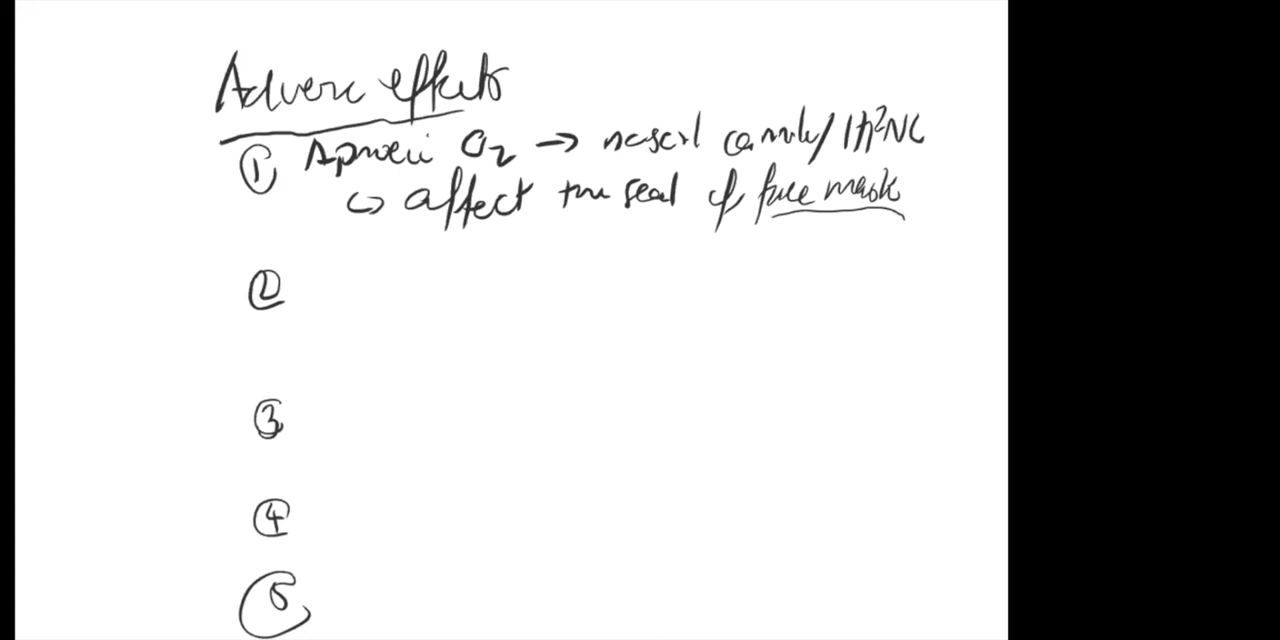 Adverse effects
① Apnoeic O₂ → nasal cannula/HFNC
↳ affect the seal of face mask
②
③
④
⑤